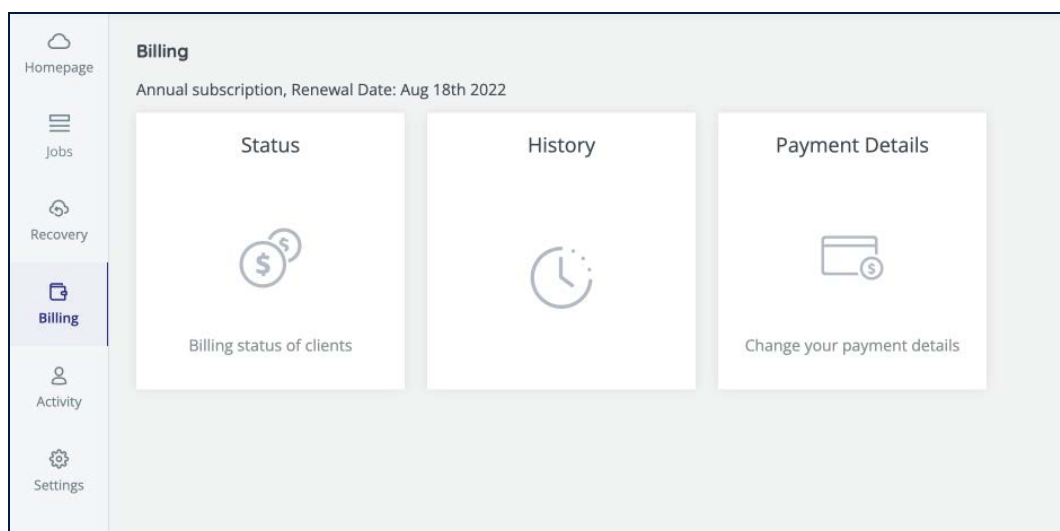 Homepage
Jobs
Recovery
Billing
Activity
Settings
Billing
Annual subscription, Renewal Date: Aug 18th 2022
Status
$ $
Billing status of clients
History
Payment Details
$
Change your payment details